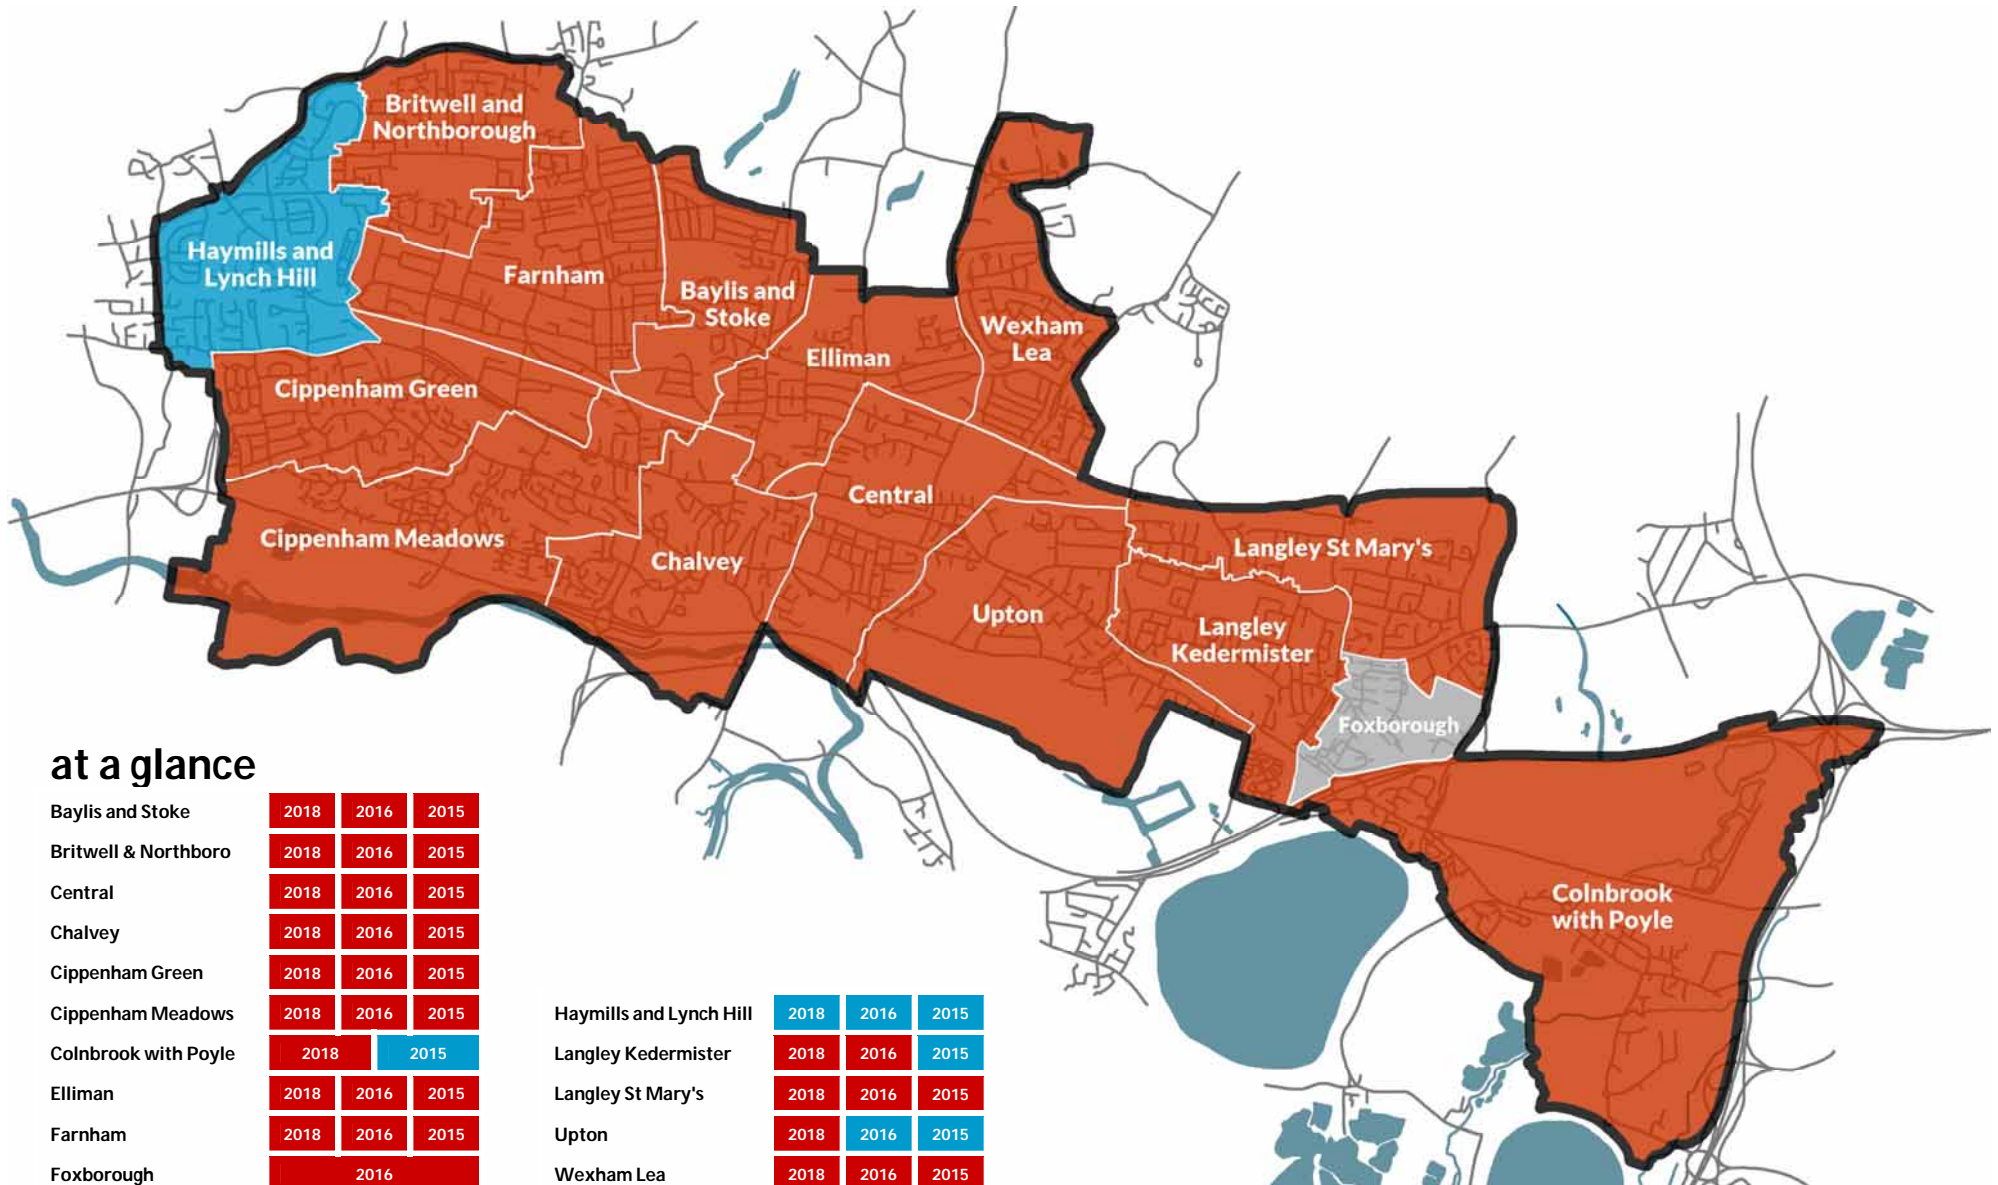 Britwell and
Northborough
Haymills and
Lynch Hill
Farnham
Baylis and
Stoke
Elliman
Wexham
Lea
Cippenham Green
Central
Cippenham Meadows
Chalvey
Langley St Mary's
Upton
Langley
Kedermister
Foxborough
Colnbrook
with Poyle
at a glance
Baylis and Stoke 2018 2016 2015
Britwell & Northboro 2018 2016 2015
Central 2018 2016 2015
Chalvey 2018 2016 2015
Cippenham Green 2018 2016 2015
Cippenham Meadows 2018 2016 2015
Colnbrook with Poyle 2018 2015
Elliman 2018 2016 2015
Farnham 2018 2016 2015
Foxborough 2016
Haymills and Lynch Hill 2018 2016 2015
Langley Kedermister 2018 2016 2015
Langley St Mary's 2018 2016 2015
Upton 2018 2016 2015
Wexham Lea 2018 2016 2015